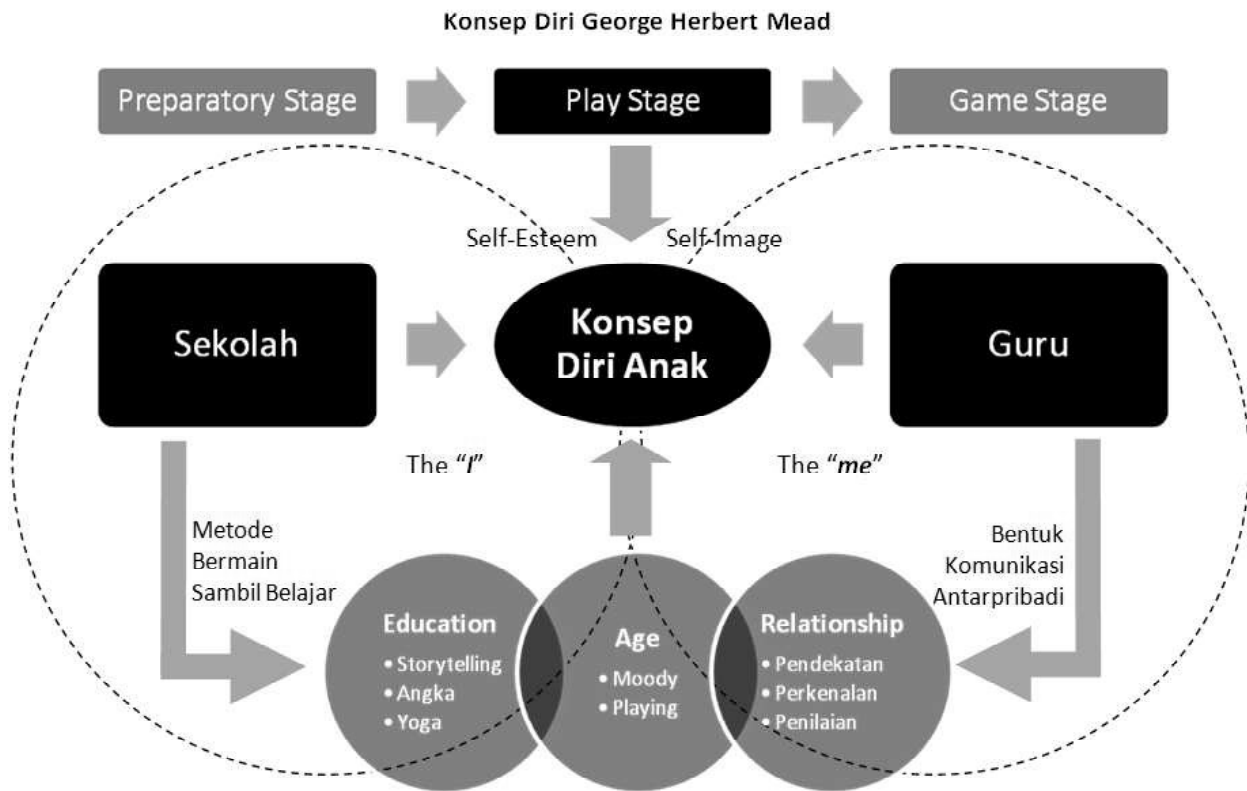 Konsep Diri George Herbert Mead
Preparatory Stage
Play Stage
Game Stage
Self-Esteem
Self-Image
Sekolah
Konsep
Diri Anak
Guru
The “I”
The “me”
Metode
Bermain
Sambil Belajar
Bentuk
Komunikasi
Antarpribadi
Education
• Storytelling
• Angka
• Yoga
Age
• Moody
• Playing
Relationship
• Pendekatan
• Perkenalan
• Penilaian